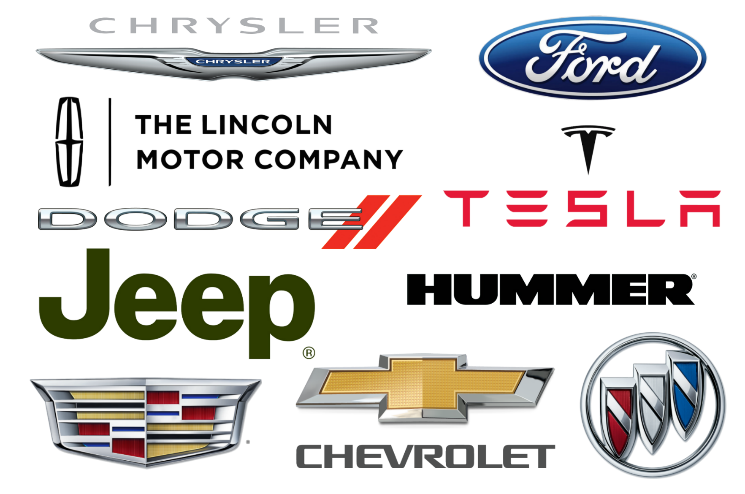 CHRYSLER
CHRYSLER
Ford
THE LINCOLN
MOTOR COMPANY
TESLA
DODGE
Jeep®
HUMMER®
CHEVROLET